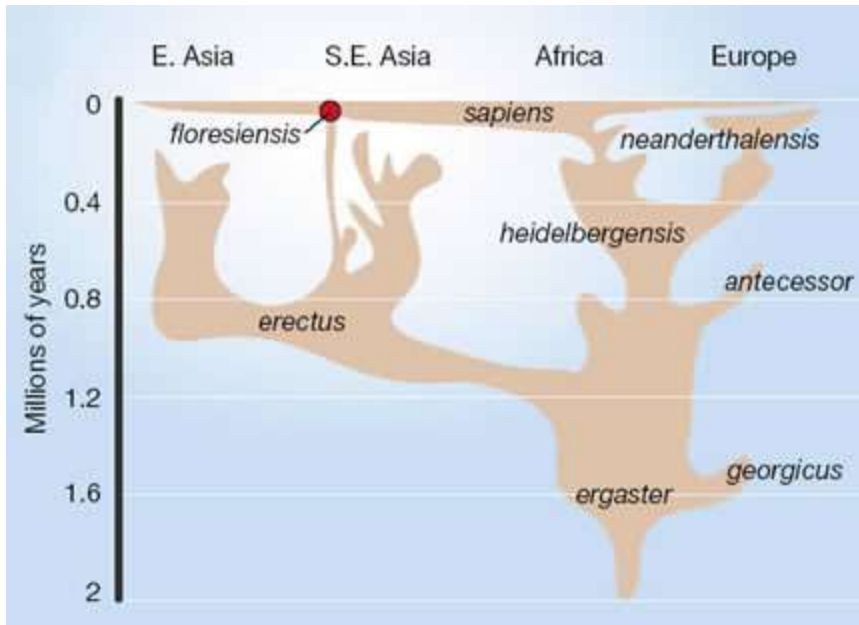 E. Asia S.E. Asia Africa Europe
0
sapiens
floresiensis
neanderthalensis
0.4
heidelbergensis
antecessor
0.8
erectus
Millions of years
1.2
georgicus
1.6
ergaster
2